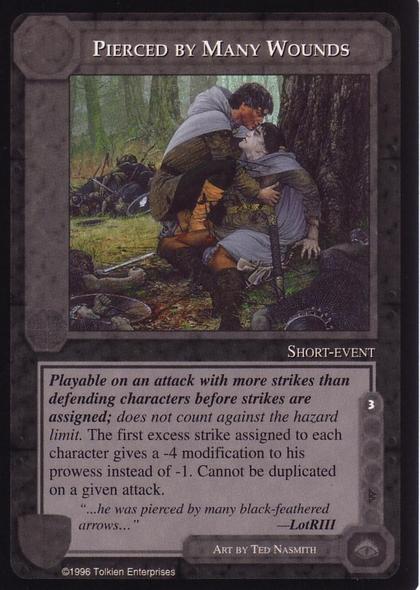 PIERCED BY MANY WOUNDS
SHORT-EVENT
Playable on an attack with more strikes than
defending characters before strikes are
assigned; does not count against the hazard
limit. The first excess strike assigned to each
character gives a -4 modification to his
prowess instead of -1. Cannot be duplicated
on a given attack.
3
"...he was pierced by many black-feathered
arrows..." —LotRIII
ART BY TED NASMITH
©1996 Tolkien Enterprises